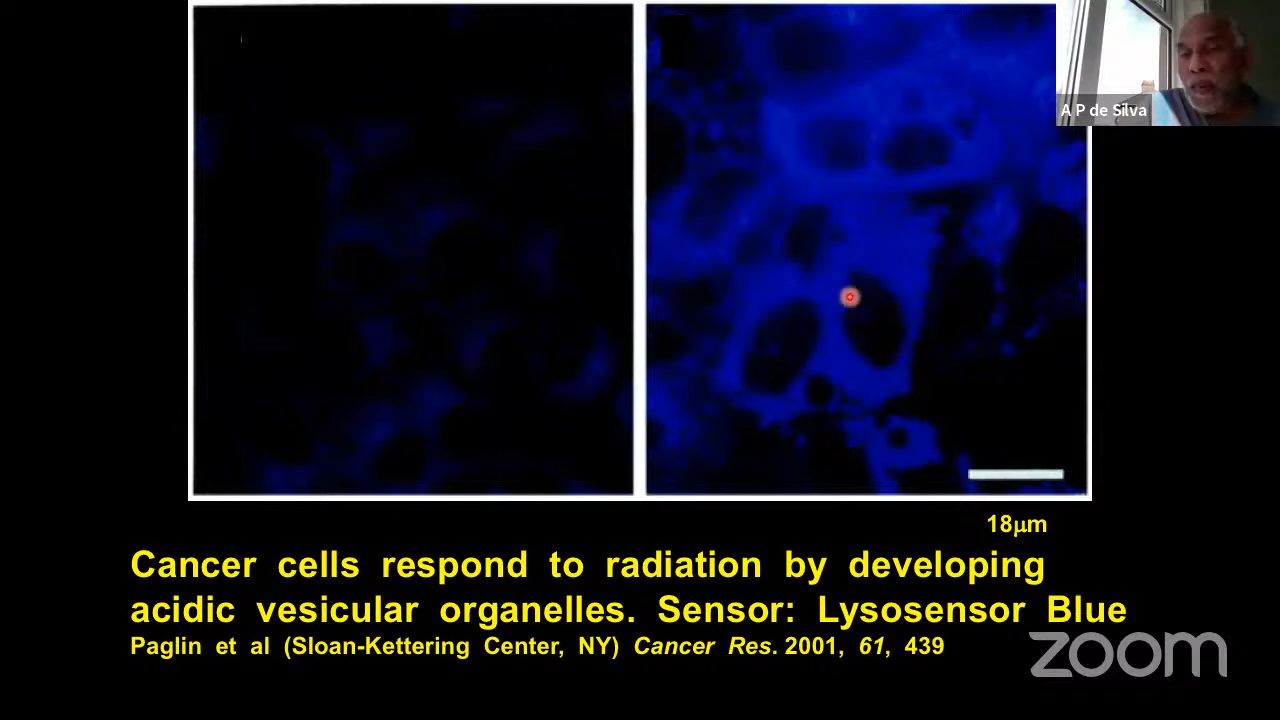 A P de Silva
18μm
Cancer cells respond to radiation by developing
acidic vesicular organelles. Sensor: Lysosensor Blue
Paglin et al (Sloan-Kettering Center, NY) Cancer Res. 2001, 61, 439
zoom